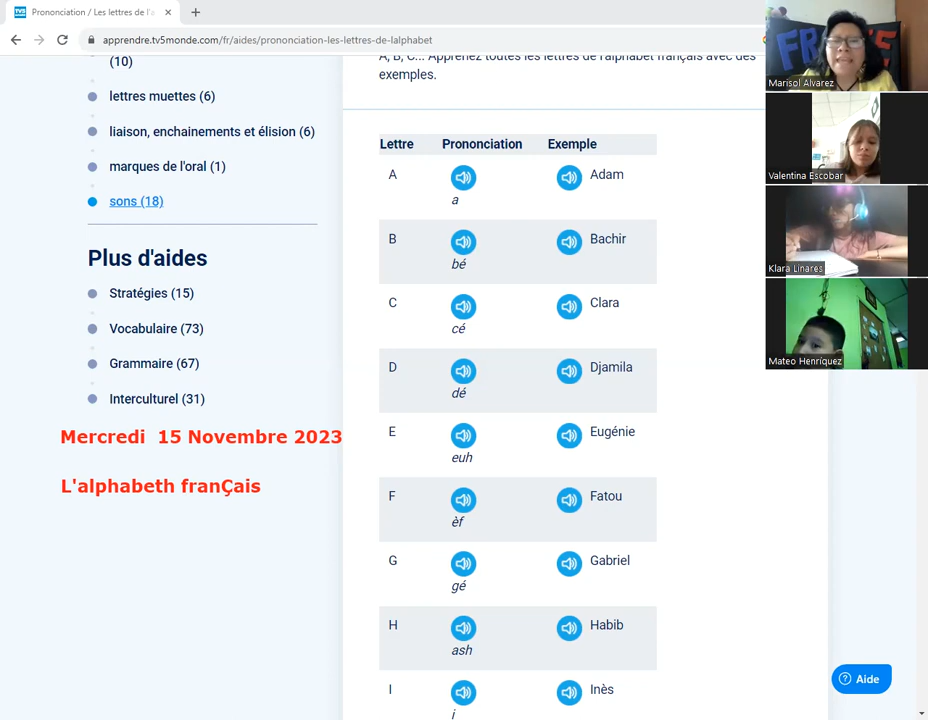 Prononciation / Les lettres de l'a
apprendre.tv5monde.com/fr/aides/prononciation-les-lettres-de-lalphabet
(10)
lettres muettes (6)
liaison, enchainements et élision (6)
marques de l'oral (1)
sons (18)
Plus d'aides
Stratégies (15)
Vocabulaire (73)
Grammaire (67)
Interculturel (31)
Mercredi 15 Novembre 2023
L'alphabeth franÇais
A, B, C... Apprenez toutes les lettres de l'alphabet français avec des
exemples.
Lettre Prononciation Exemple
A Adam
a
B Bachir
bé
C Clara
cé
D Djamila
dé
E Eugénie
euh
F Fatou
èf
G Gabriel
gé
H Habib
ash
I Inès
i
Aide
Marisol Alvarez
Valentina Escobar
Klara Linares
Mateo Henríquez